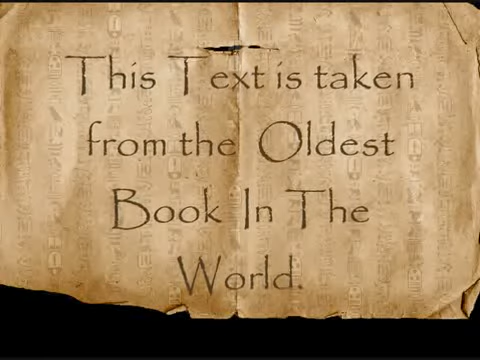 This Text is taken
from the Oldest
Book In The
World.